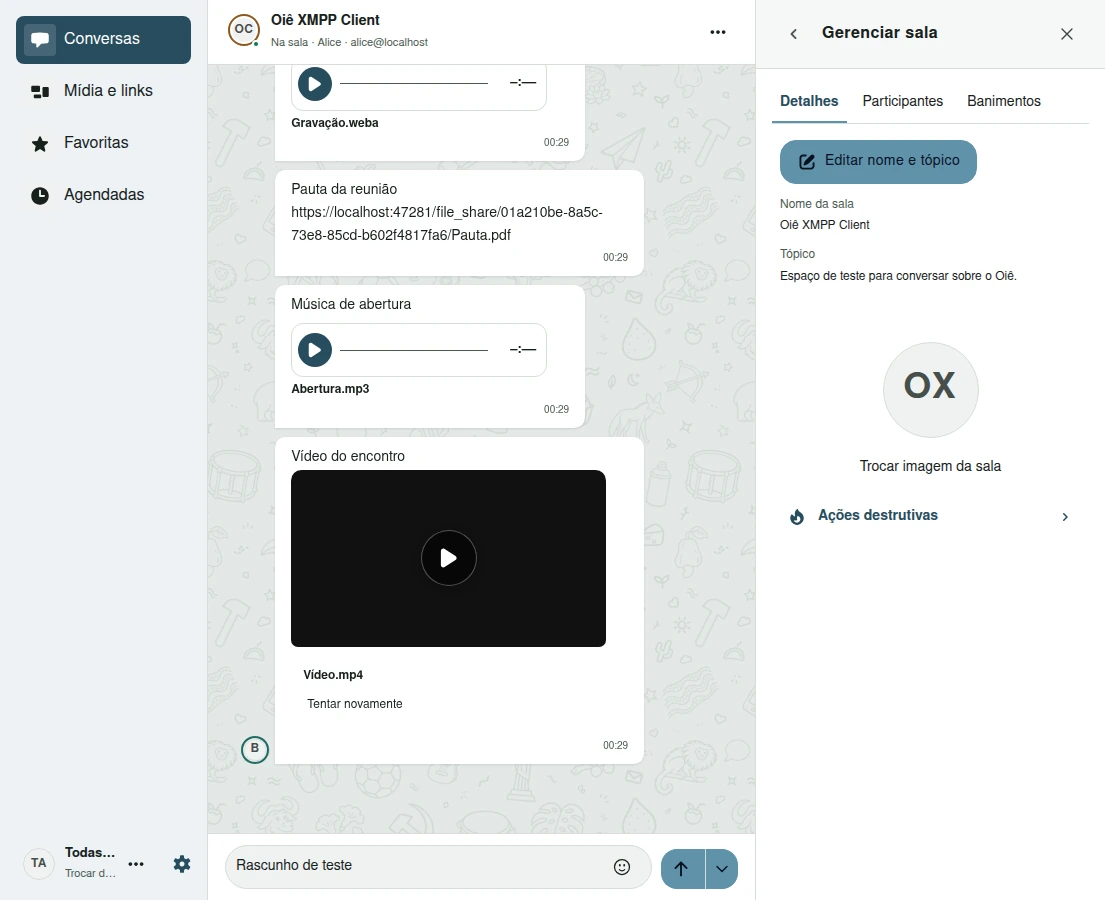 Conversas
Mídia e links
Favoritas
Agendadas
TA
Todas...
Trocar d...
OC
Oiê XMPP Client
Na sala · Alice · alice@localhost
-:--
Gravação.weba
00:29
Pauta da reunião
https://localhost:47281/file_share/01a210be-8a5c-
73e8-85cd-b602f4817fa6/Pauta.pdf
00:29
Música de abertura
-:--
Abertura.mp3
00:29
Vídeo do encontro
Vídeo.mp4
Tentar novamente
B
00:29
Rascunho de teste
Gerenciar sala
Detalhes
Participantes
Banimentos
Editar nome e tópico
Nome da sala
Oiê XMPP Client
Tópico
Espaço de teste para conversar sobre o Oiê.
OX
Trocar imagem da sala
Ações destrutivas